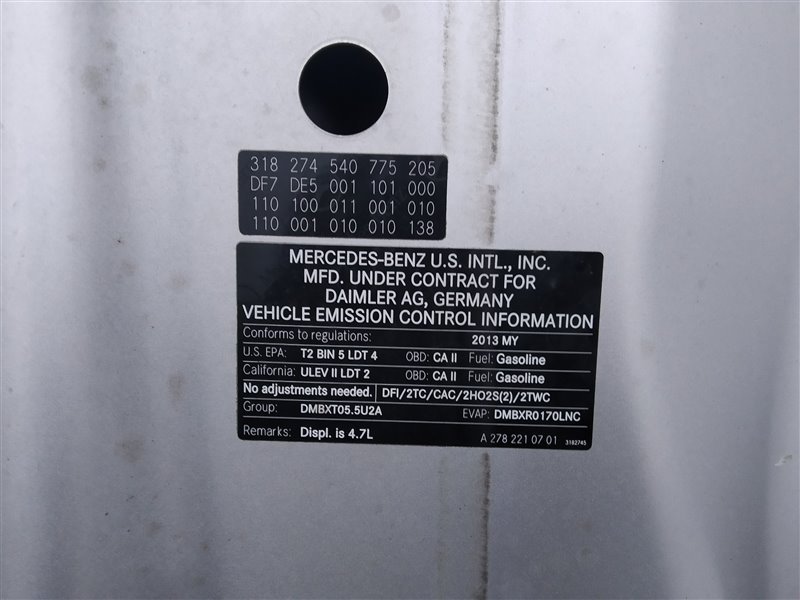 318 274 540 775 205
DF7 DE5 001 101 000
110 100 011 001 010
110 001 010 010 138
MERCEDES-BENZ U.S. INTL., INC.
MFD. UNDER CONTRACT FOR
DAIMLER AG, GERMANY
VEHICLE EMISSION CONTROL INFORMATION
Conforms to regulations: 2013 MY
U.S. EPA: T2 BIN 5 LDT 4 OBD: CA II Fuel: Gasoline
California: ULEV II LDT 2 OBD: CA II Fuel: Gasoline
No adjustments needed. DFI/2TC/CAC/2HO2S(2)/2TWC
Group: DMBXT05.5U2A EVAP: DMBXR0170LNC
Remarks: Displ. is 4.7L A 278 221 07 01 3182745